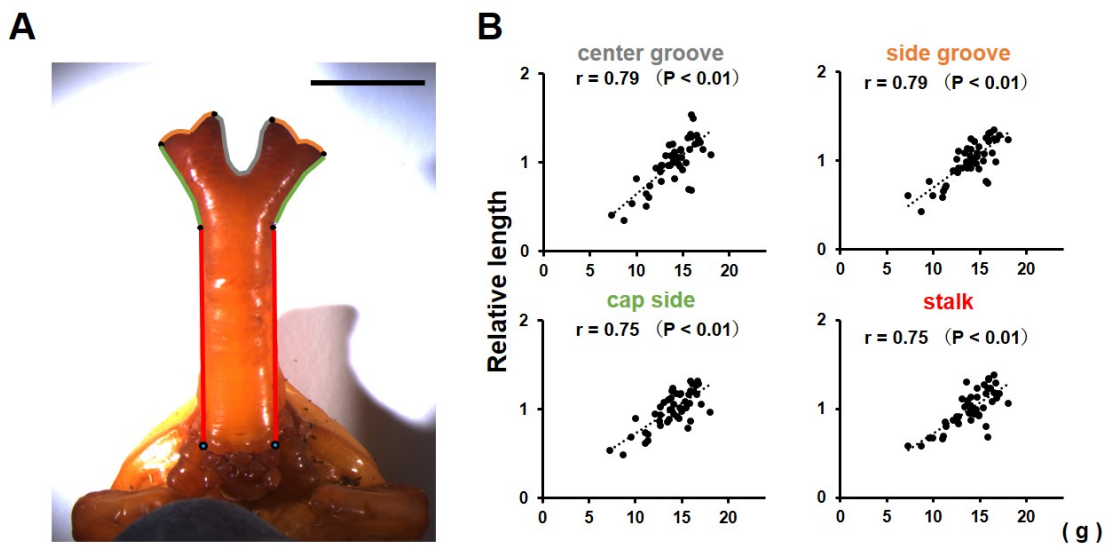 A
B
center groove
r = 0.79 (P < 0.01)
2
1
0
0 5 10 15 20
side groove
r = 0.79 (P < 0.01)
2
1
0
0 5 10 15 20
Relative length
cap side
r = 0.75 (P < 0.01)
2
1
0
0 5 10 15 20
stalk
r = 0.75 (P < 0.01)
2
1
0
0 5 10 15 20
( g )